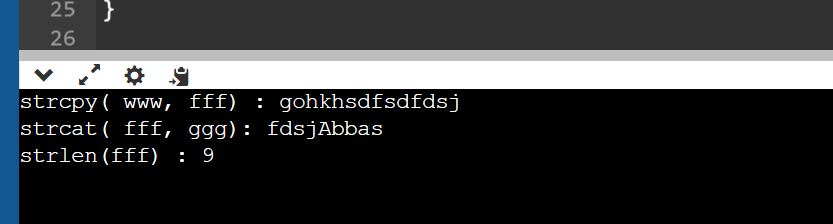 25 }
26
strcpy( www, fff) : gohkhsdfsdfdsj
strcat( fff, ggg): fdsjAbbas
strlen(fff) : 9